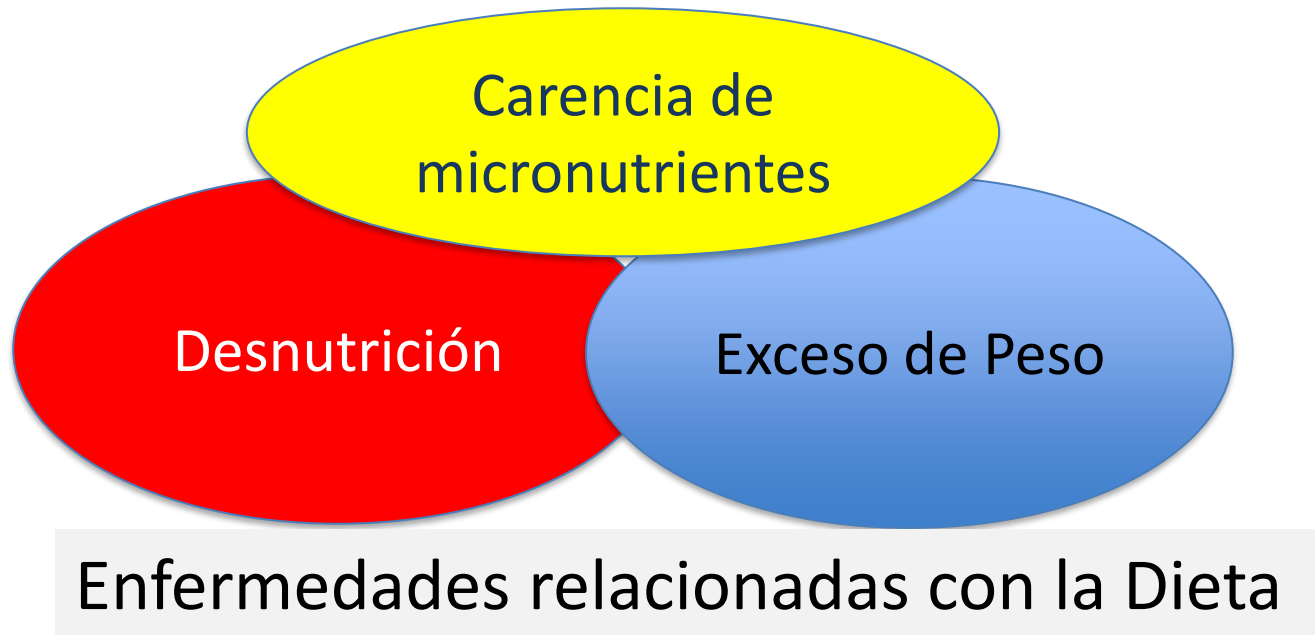 Carencia de
micronutrientes
Desnutrición
Exceso de Peso
Enfermedades relacionadas con la Dieta